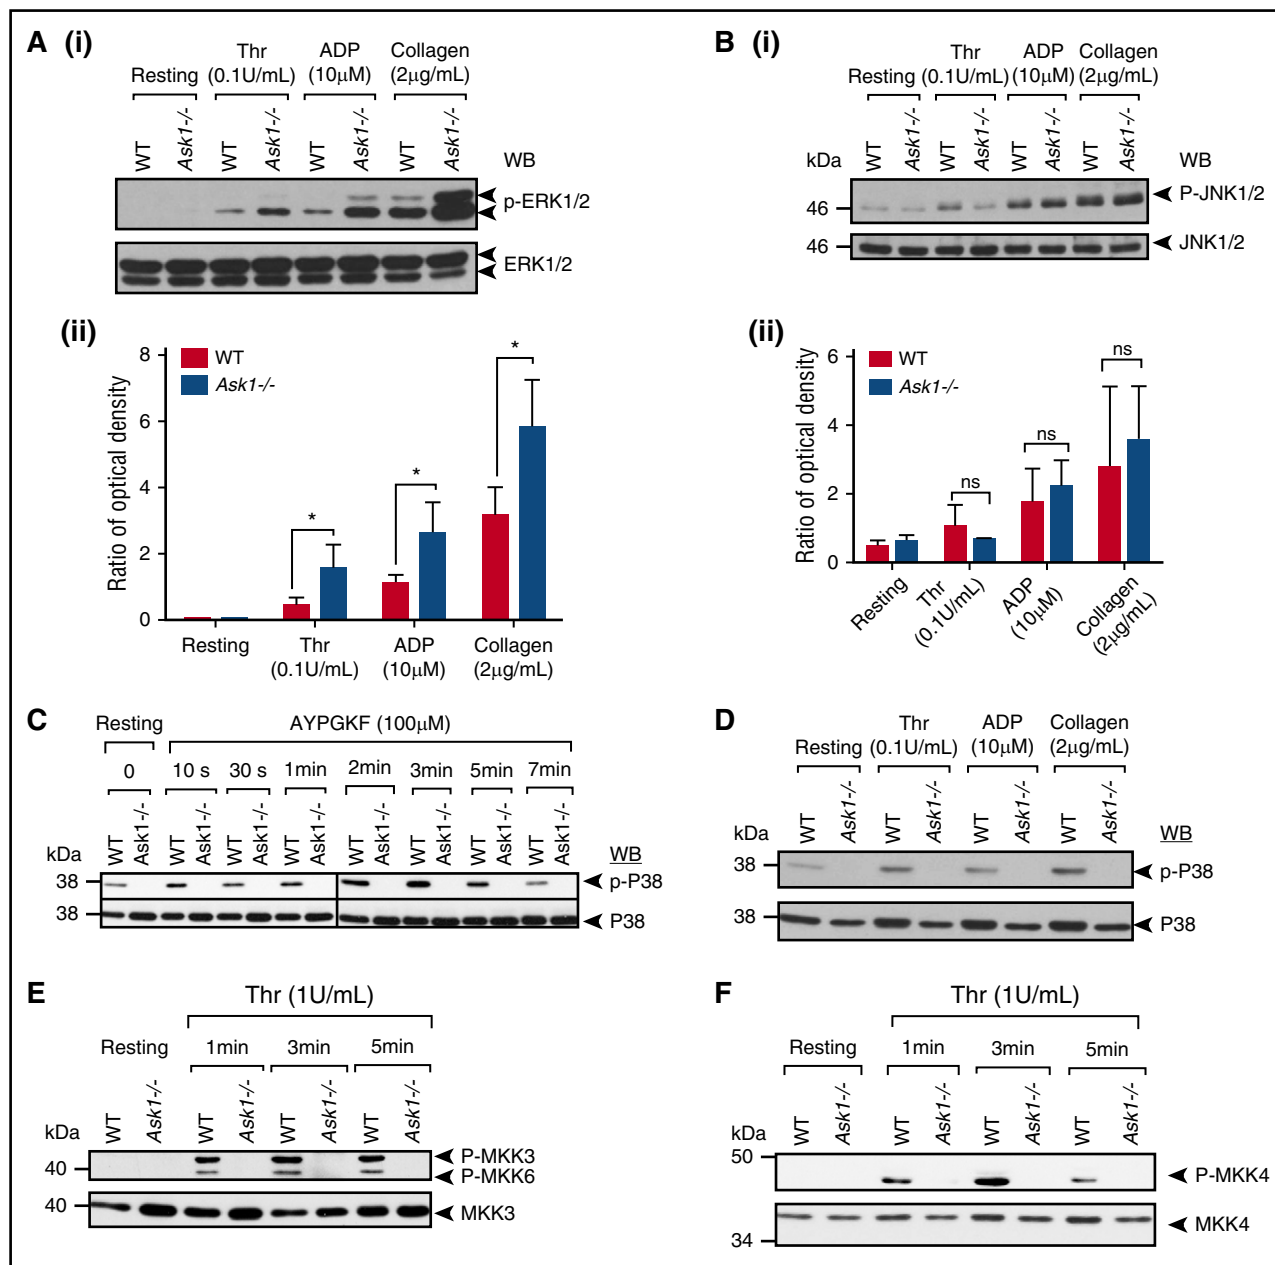 A (i)
Resting
Thr
(0.1U/mL)
ADP
(10μM)
Collagen
(2μg/mL)
WT Ask1-/- WT Ask1-/- WT Ask1-/- WT Ask1-/-
WB
p-ERK1/2
ERK1/2
(ii)
Ratio of optical density
8
6
4
2
0
WT
Ask1-/-
*
*
*
Resting
Thr
(0.1U/mL)
ADP
(10μM)
Collagen
(2μg/mL)
B (i)
Resting
Thr
(0.1U/mL)
ADP
(10μM)
Collagen
(2μg/mL)
WT Ask1-/- WT Ask1-/- WT Ask1-/- WT Ask1-/-
kDa
WB
46
P-JNK1/2
46
JNK1/2
(ii)
Ratio of optical density
6
4
2
0
WT
Ask1-/-
ns
ns
ns
Resting
Thr
(0.1U/mL)
ADP
(10μM)
Collagen
(2μg/mL)
C
Resting
AYPGKF (100μM)
0 10 s 30 s 1min 2min 3min 5min 7min
WT Ask1-/- WT Ask1-/- WT Ask1-/- WT Ask1-/- WT Ask1-/- WT Ask1-/- WT Ask1-/- WT Ask1-/-
kDa
WB
38
p-P38
38
P38
D
Resting
Thr
(0.1U/mL)
ADP
(10μM)
Collagen
(2μg/mL)
WT Ask1-/- WT Ask1-/- WT Ask1-/- WT Ask1-/-
kDa
WB
38
p-P38
38
P38
E
Thr (1U/mL)
Resting 1min 3min 5min
WT Ask1-/- WT Ask1-/- WT Ask1-/- WT Ask1-/-
kDa
P-MKK3
40
P-MKK6
40
MKK3
F
Thr (1U/mL)
Resting 1min 3min 5min
WT Ask1-/- WT Ask1-/- WT Ask1-/- WT Ask1-/-
kDa
50
P-MKK4
MKK4
34